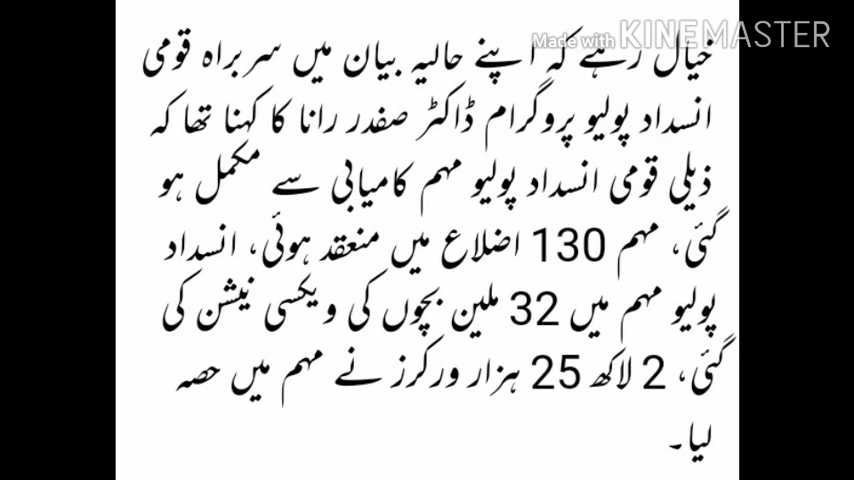 Made with KINEMASTER
خیال رہے کہ اپنے حالیہ بیان میں سربراہ قومی
انسداد پولیو پروگرام ڈاکٹر صفدر رانا کا کہنا تھا کہ
ذیلی قومی انسداد پولیو مہم کامیابی سے مکمل ہو
گئی، مہم 130 اضلاع میں منعقد ہوئی، انسداد
پولیو مہم میں 32 ملین بچوں کی ویکسی نیشن کی
گئی، 2 لاکھ 25 ہزار ورکرز نے مہم میں حصہ
لیا۔